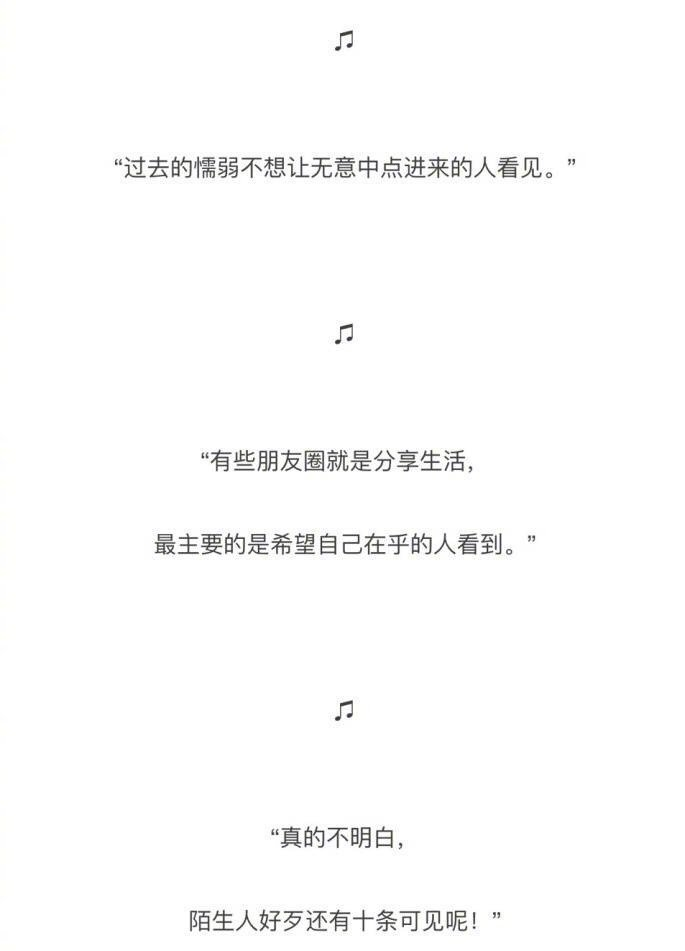 ♫
“过去的懦弱不想让无意中点进来的人看见。”
♫
“有些朋友圈就是分享生活，
最主要的是希望自己在乎的人看到。”
♫
“真的不明白，
陌生人好歹还有十条可见呢！”